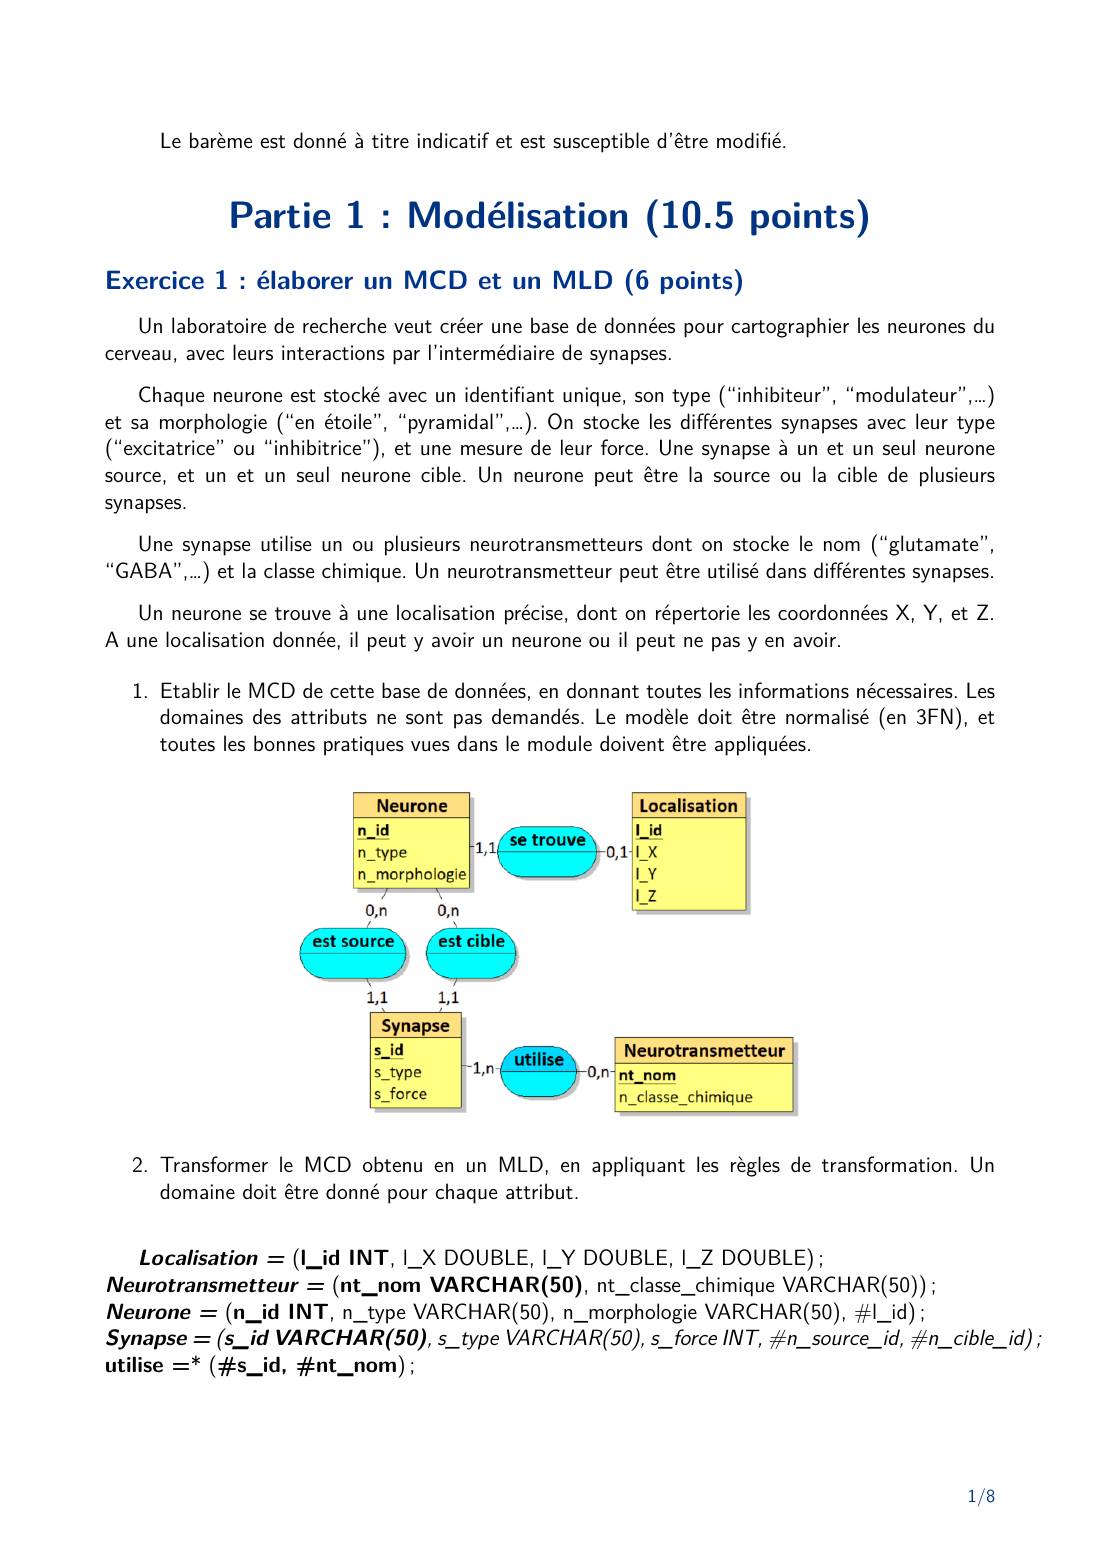 Le barème est donné à titre indicatif et est susceptible d'être modifié.
Partie 1 : Modélisation (10.5 points)
Exercice 1 : élaborer un MCD et un MLD (6 points)
Un laboratoire de recherche veut créer une base de données pour cartographier les neurones du
cerveau, avec leurs interactions par l'intermédiaire de synapses.
Chaque neurone est stocké avec un identifiant unique, son type (“inhibiteur”, “modulateur”,…)
et sa morphologie (“en étoile”, “pyramidal”,…). On stocke les différentes synapses avec leur type
(“excitatrice” ou “inhibitrice”), et une mesure de leur force. Une synapse à un et un seul neurone
source, et un et un seul neurone cible. Un neurone peut être la source ou la cible de plusieurs
synapses.
Une synapse utilise un ou plusieurs neurotransmetteurs dont on stocke le nom (“glutamate”,
“GABA”,…) et la classe chimique. Un neurotransmetteur peut être utilisé dans différentes synapses.
Un neurone se trouve à une localisation précise, dont on répertorie les coordonnées X, Y, et Z.
A une localisation donnée, il peut y avoir un neurone ou il peut ne pas y en avoir.
1. Etablir le MCD de cette base de données, en donnant toutes les informations nécessaires. Les
domaines des attributs ne sont pas demandés. Le modèle doit être normalisé (en 3FN), et
toutes les bonnes pratiques vues dans le module doivent être appliquées.
Neurone
n_id
n_type
n_morphologie
1,1
se trouve
0,1
Localisation
l_id
l_X
l_Y
l_Z
0,n
0,n
est source
est cible
1,1
1,1
Synapse
s_id
s_type
s_force
1,n
utilise
0,n
Neurotransmetteur
nt_nom
n_classe_chimique
2. Transformer le MCD obtenu en un MLD, en appliquant les règles de transformation. Un
domaine doit être donné pour chaque attribut.
Localisation = (l_id INT, l_X DOUBLE, l_Y DOUBLE, l_Z DOUBLE) ;
Neurotransmetteur = (nt_nom VARCHAR(50), nt_classe_chimique VARCHAR(50)) ;
Neurone = (n_id INT, n_type VARCHAR(50), n_morphologie VARCHAR(50), #l_id) ;
Synapse = (s_id VARCHAR(50), s_type VARCHAR(50), s_force INT, #n_source_id, #n_cible_id) ;
utilise =* (#s_id, #nt_nom) ;
1/8